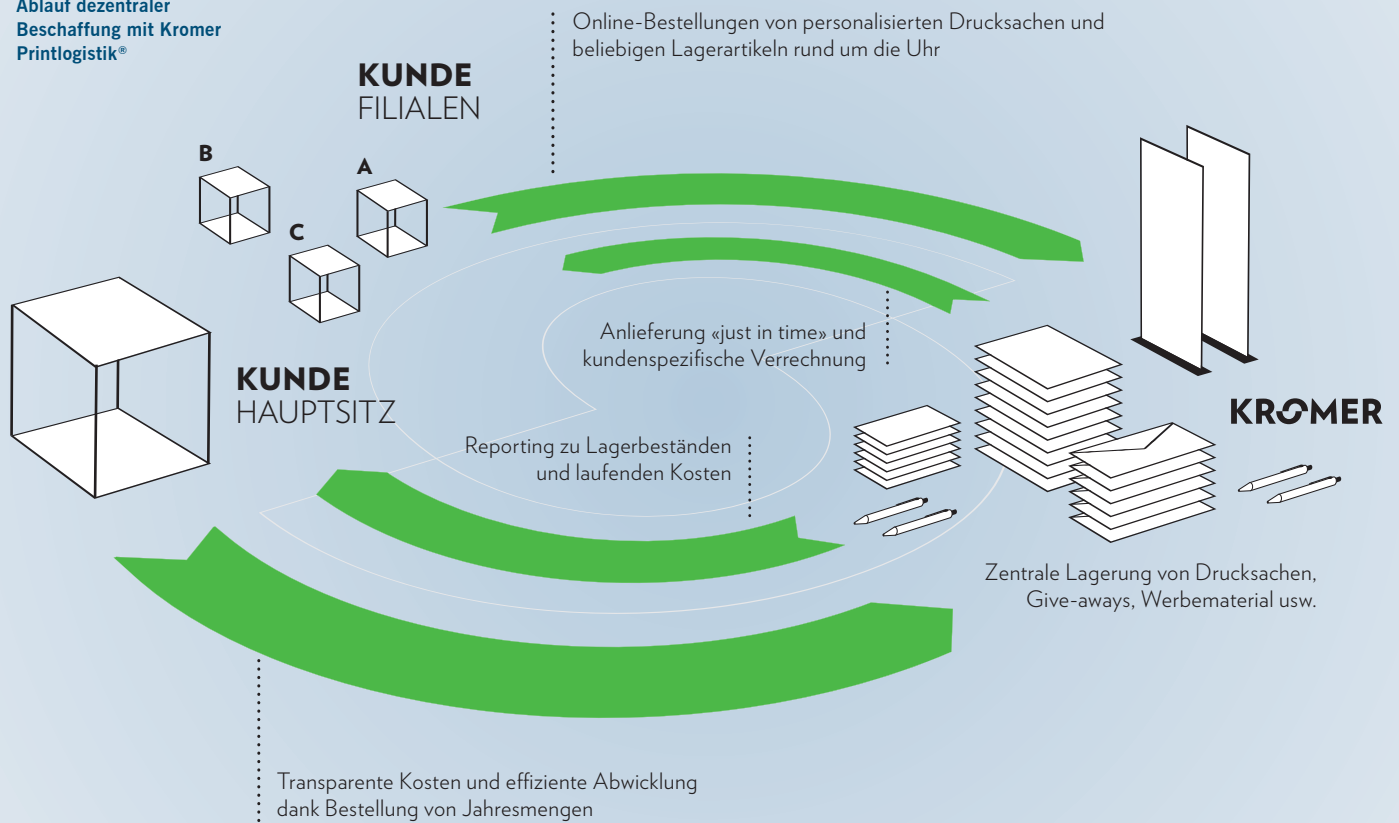 Ablauf dezentraler
Beschaffung mit Kromer
Printlogistik®
Online-Bestellungen von personalisierten Drucksachen und
beliebigen Lagerartikeln rund um die Uhr
KUNDE
FILIALEN
B
A
C
KUNDE
HAUPTSITZ
Anlieferung «just in time» und
kundenspezifische Verrechnung
KROMER
Reporting zu Lagerbeständen
und laufenden Kosten
Zentrale Lagerung von Drucksachen,
Give-aways, Werbematerial usw.
Transparente Kosten und effiziente Abwicklung
dank Bestellung von Jahresmengen